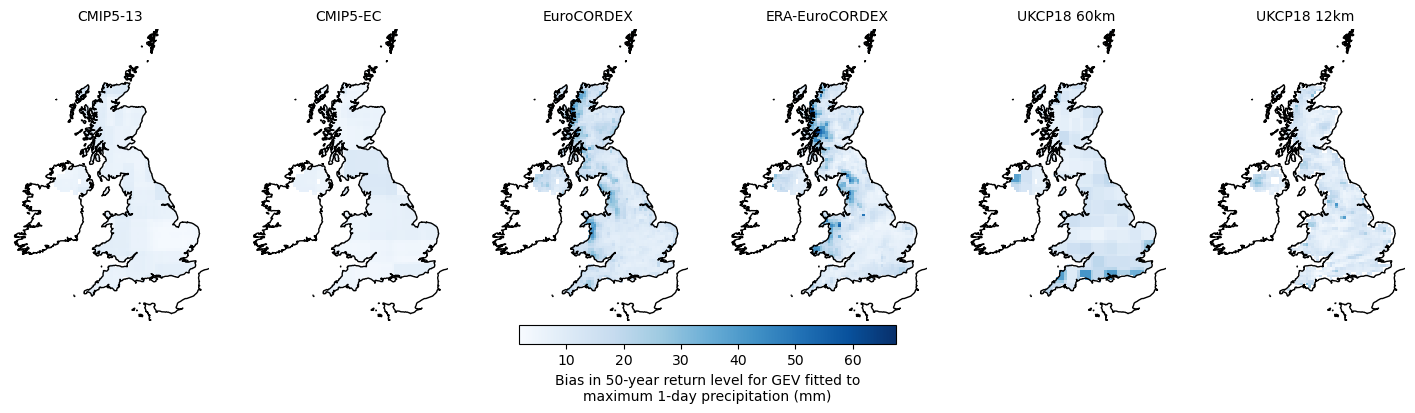 CMIP5-13
CMIP5-EC
EuroCORDEX
ERA-EuroCORDEX
UKCP18 60km
UKCP18 12km
10 20 30 40 50 60
Bias in 50-year return level for GEV fitted to
maximum 1-day precipitation (mm)